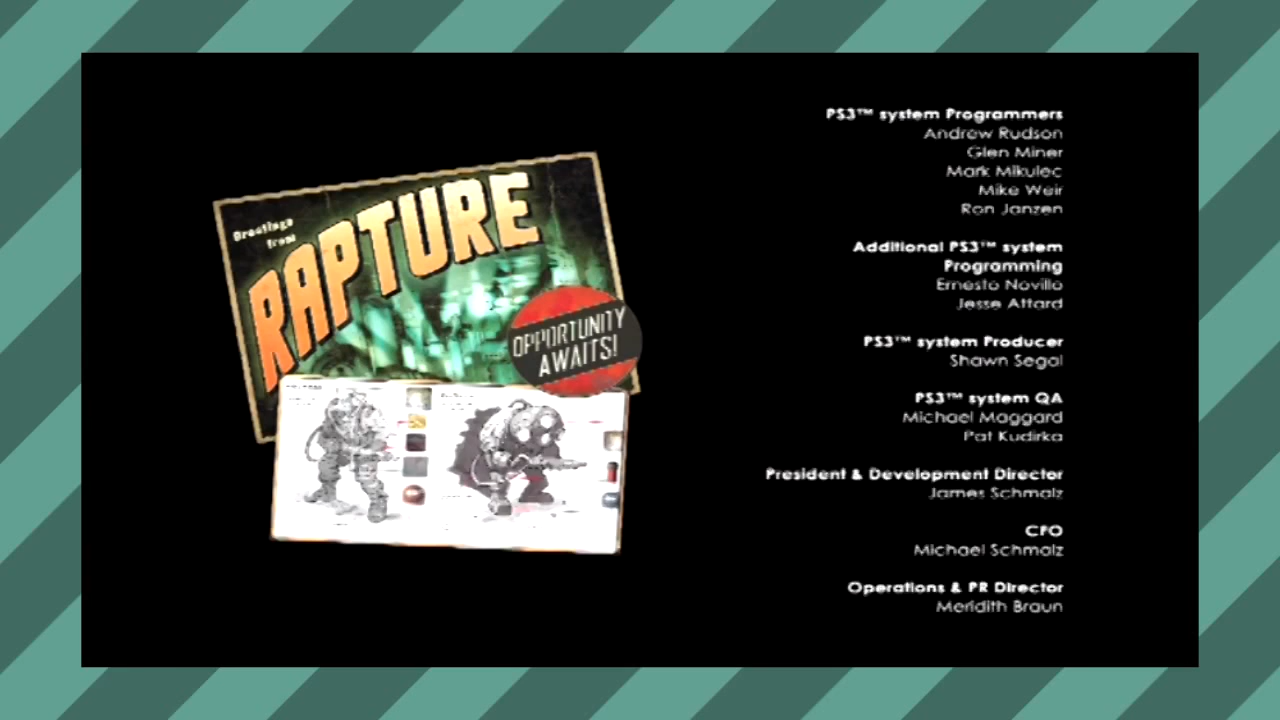 Greetings
from
RAPTURE
OPPORTUNITY
AWAITS!
PS3™ system Programmers
Andrew Rudson
Glen Miner
Mark Mikulec
Mike Weir
Ron Janzen
Additional PS3™ system
Programming
Ernesto Novillo
Jesse Attard
PS3™ system Producer
Shawn Segal
PS3™ system QA
Michael Maggard
Pat Kudirka
President & Development Director
James Schmalz
CFO
Michael Schmalz
Operations & PR Director
Meridith Braun